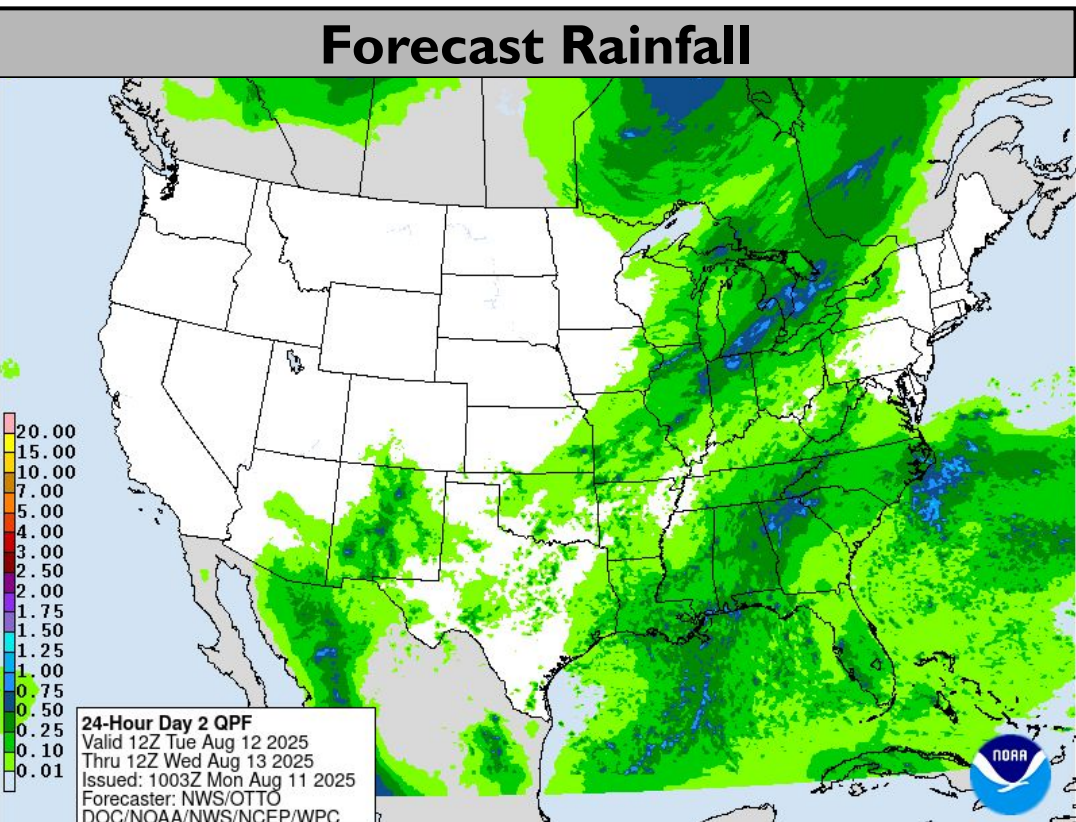 Forecast Rainfall
20.00
15.00
10.00
7.00
5.00
4.00
3.00
2.50
2.00
1.75
1.50
1.25
1.00
0.75
0.50
0.25
0.10
0.01
24-Hour Day 2 QPF
Valid 12Z Tue Aug 12 2025
Thru 12Z Wed Aug 13 2025
Issued: 1003Z Mon Aug 11 2025
Forecaster: NWS/OTTO
DOC/NOAA/NWS/NCEP/WPC
NOAA